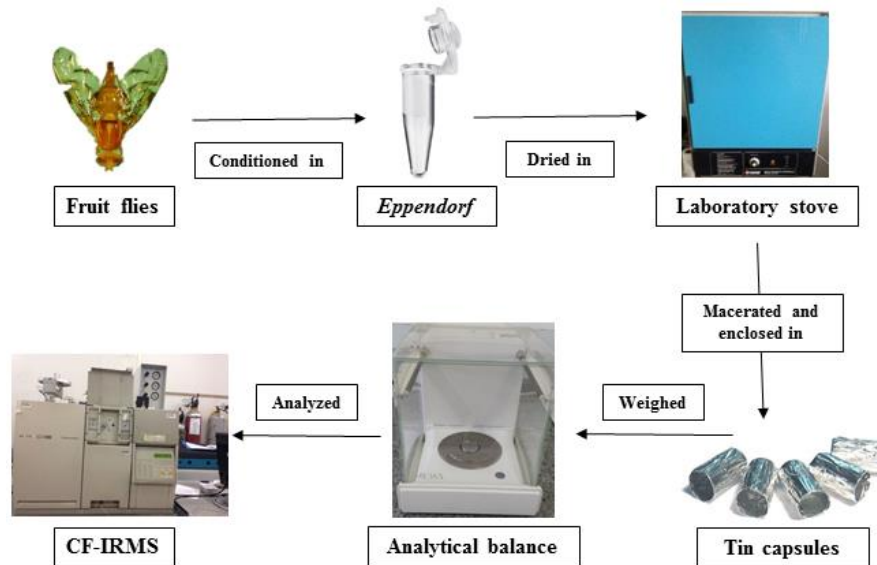 Conditioned in
Dried in
Fruit flies
Eppendorf
Laboratory stove
Macerated and
enclosed in
Analyzed
Weighed
CF-IRMS
Analytical balance
Tin capsules